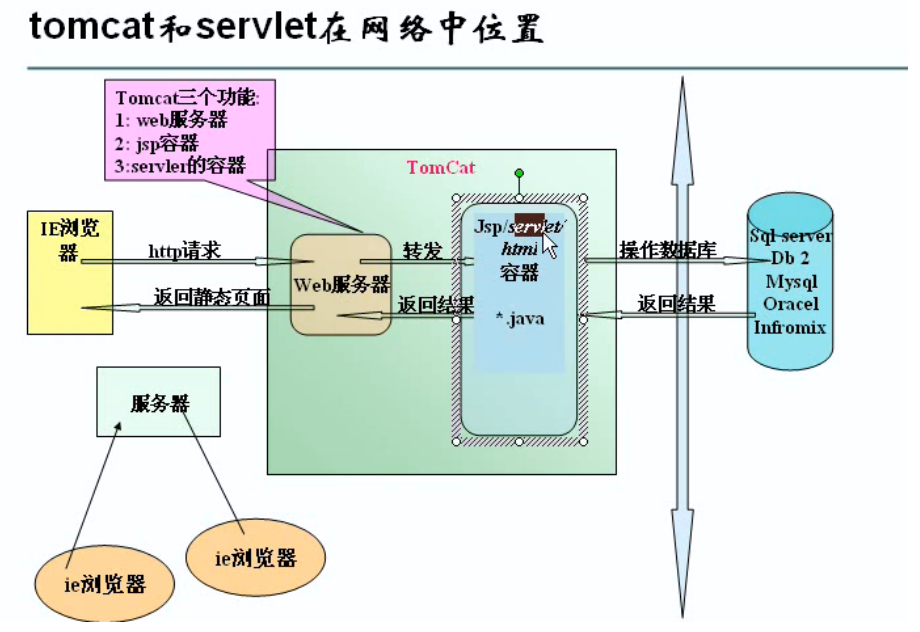 tomcat和servlet在网络中位置
Tomcat三个功能:
1: web服务器
2: jsp容器
3:servler的容器
TomCat
IE浏览
器
http请求
返回静态页面
Web服务器
转发
返回结果
Jsp/servlet/
html
容器
*.java
操作数据库
返回结果
Sql server
Db 2
Mysql
Oracel
Infromix
服务器
ie浏览器
ie浏览器